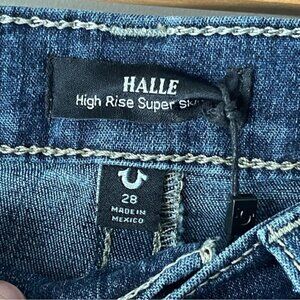 HALLE
High Rise Super
28
MADE IN
MEXICO